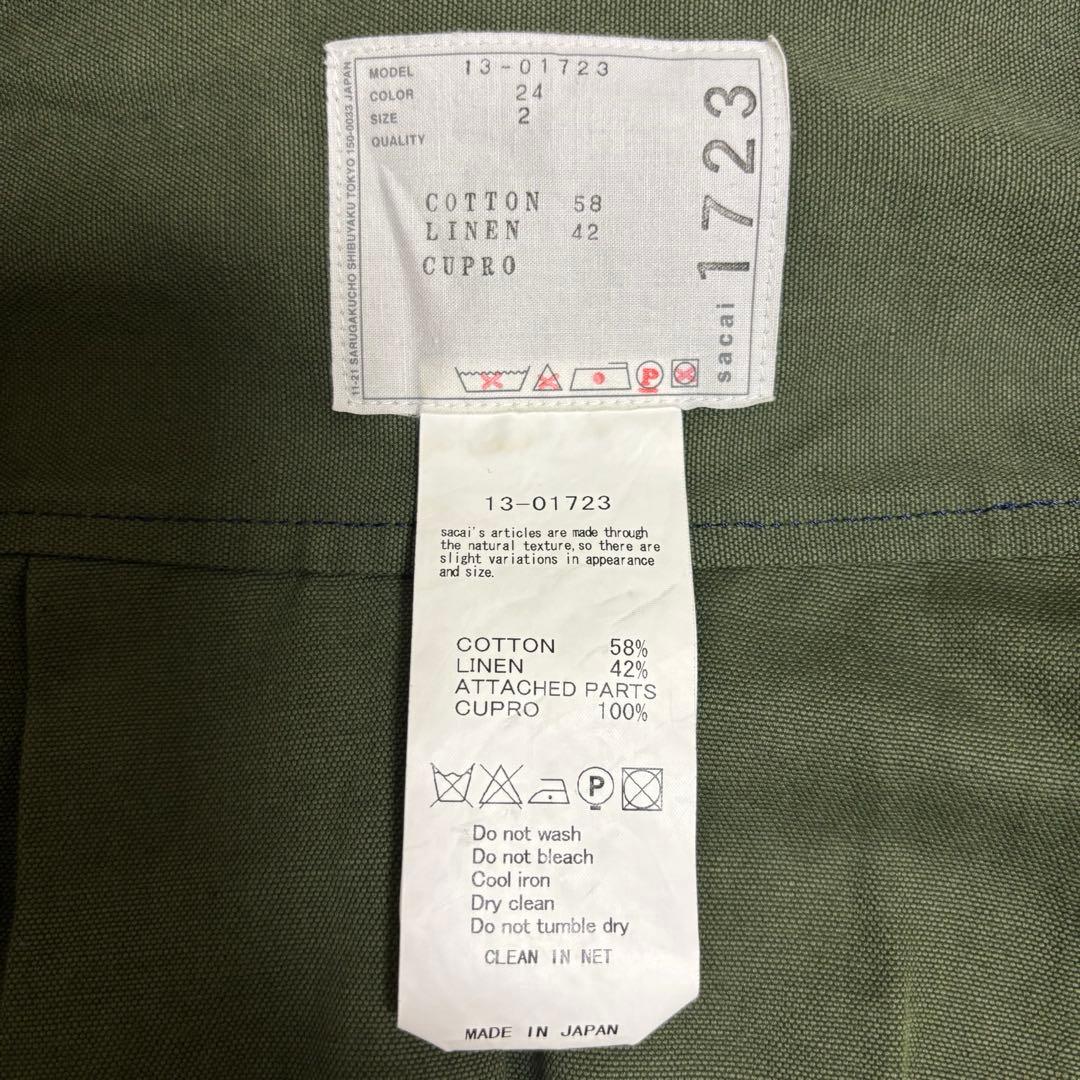 MODEL 13-01723
COLOR 24
SIZE 2
QUALITY
COTTON 58
LINEN 42
CUPRO
11-21 SARUGAKUCHO SHIBUYAKU TOKYO 150-0033 JAPAN
sacai 1723
P
13-01723
sacai's articles are made through
the natural texture,so there are
slight variations in appearance
and size.
COTTON 58%
LINEN 42%
ATTACHED PARTS
CUPRO 100%
P
Do not wash
Do not bleach
Cool iron
Dry clean
Do not tumble dry
CLEAN IN NET
MADE IN JAPAN